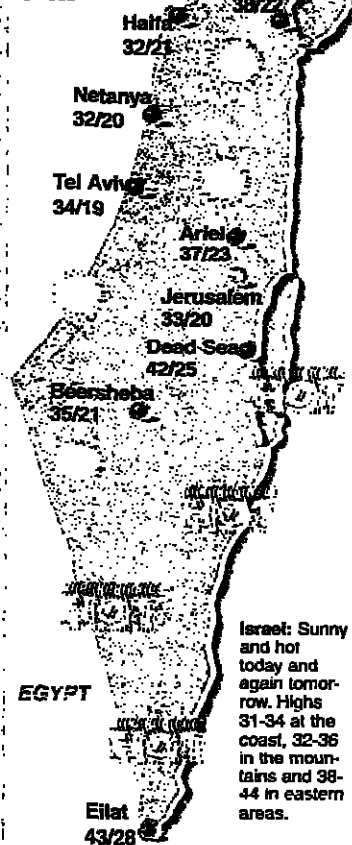 38/22
Haifa
32/21
Netanya
32/20
Tel Aviv
34/19
Ariel
37/23
Jerusalem
33/20
Dead Sea
42/25
Beersheba
35/21
EGYPT
Israel: Sunny
and hot
today and
again tomor-
row. Highs
31-34 at the
coast, 32-36
in the moun-
tains and 38-
44 in eastern
areas.
Eilat
43/28